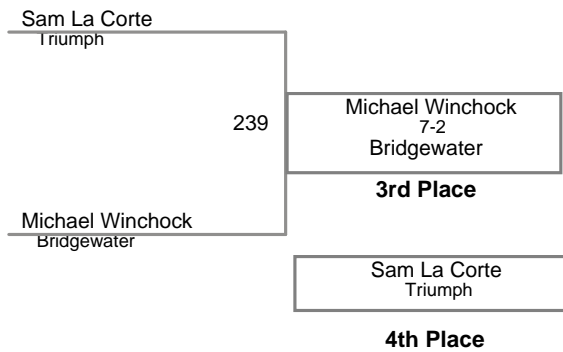 Sam La Corte
Triumph
239
Michael Winchock
7-2
Bridgewater
3rd Place
Michael Winchock
Bridgewater
Sam La Corte
Triumph
4th Place